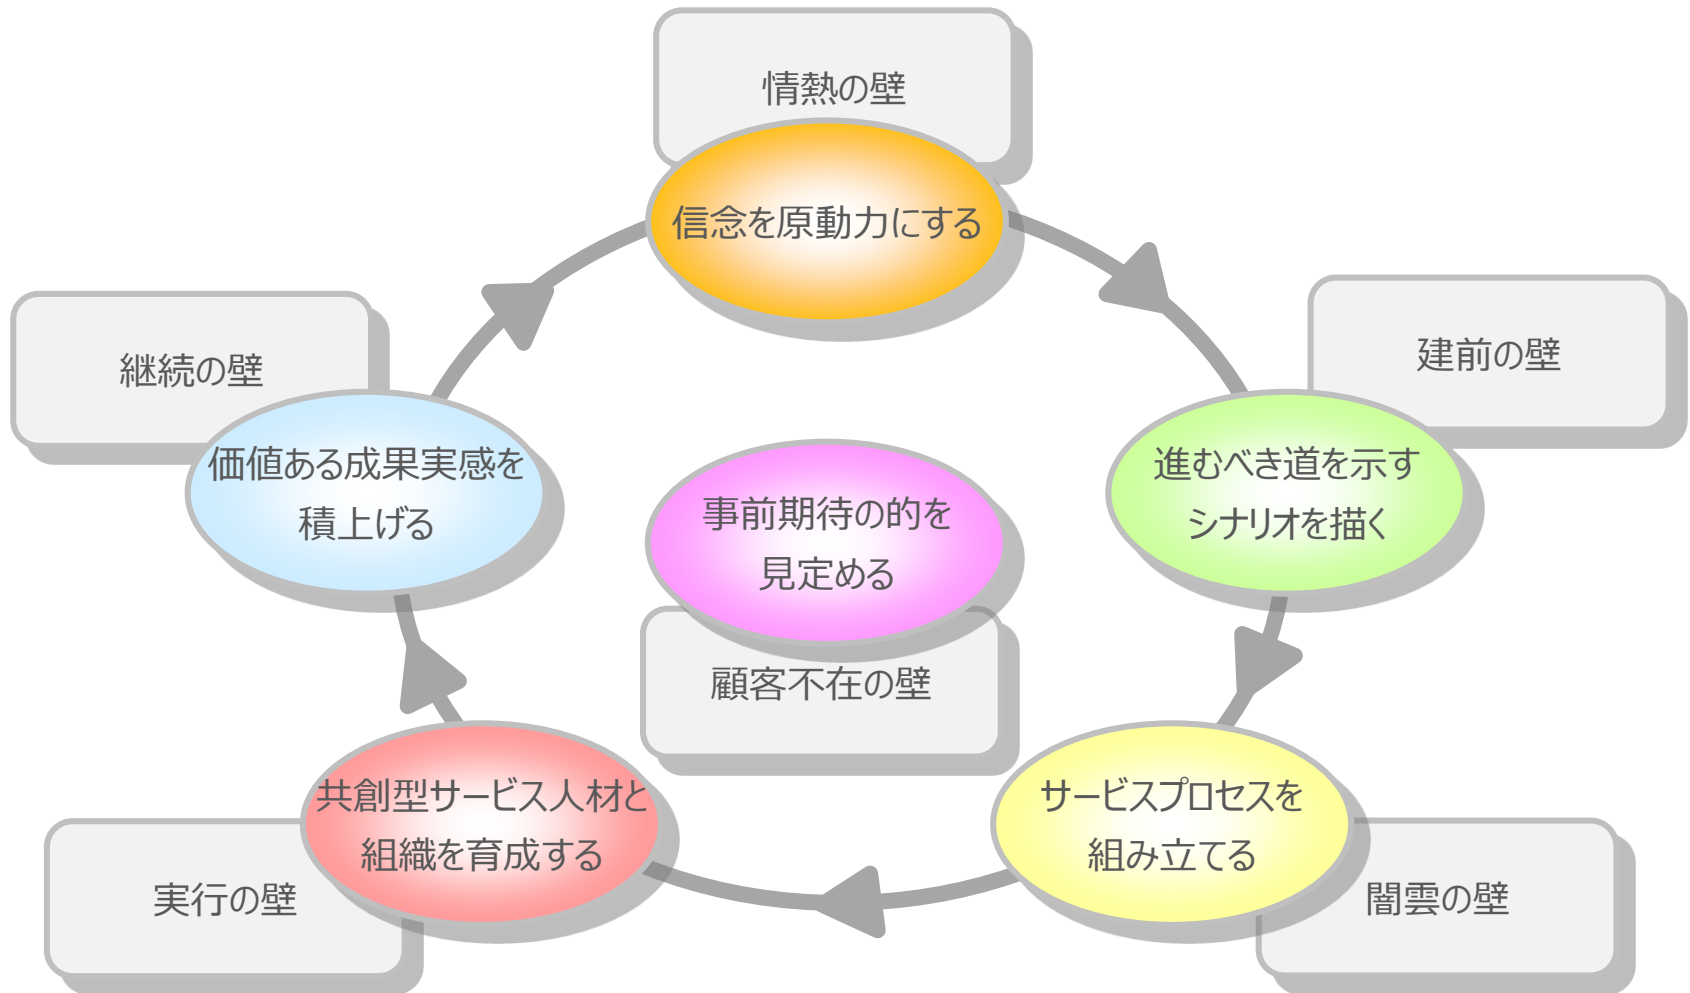 情熱の壁
信念を原動力にする
建前の壁
進むべき道を示す
シナリオを描く
継続の壁
価値ある成果実感を
積上げる
事前期待の的を
見定める
顧客不在の壁
サービスプロセスを
組み立てる
闇雲の壁
共創型サービス人材と
組織を育成する
実行の壁